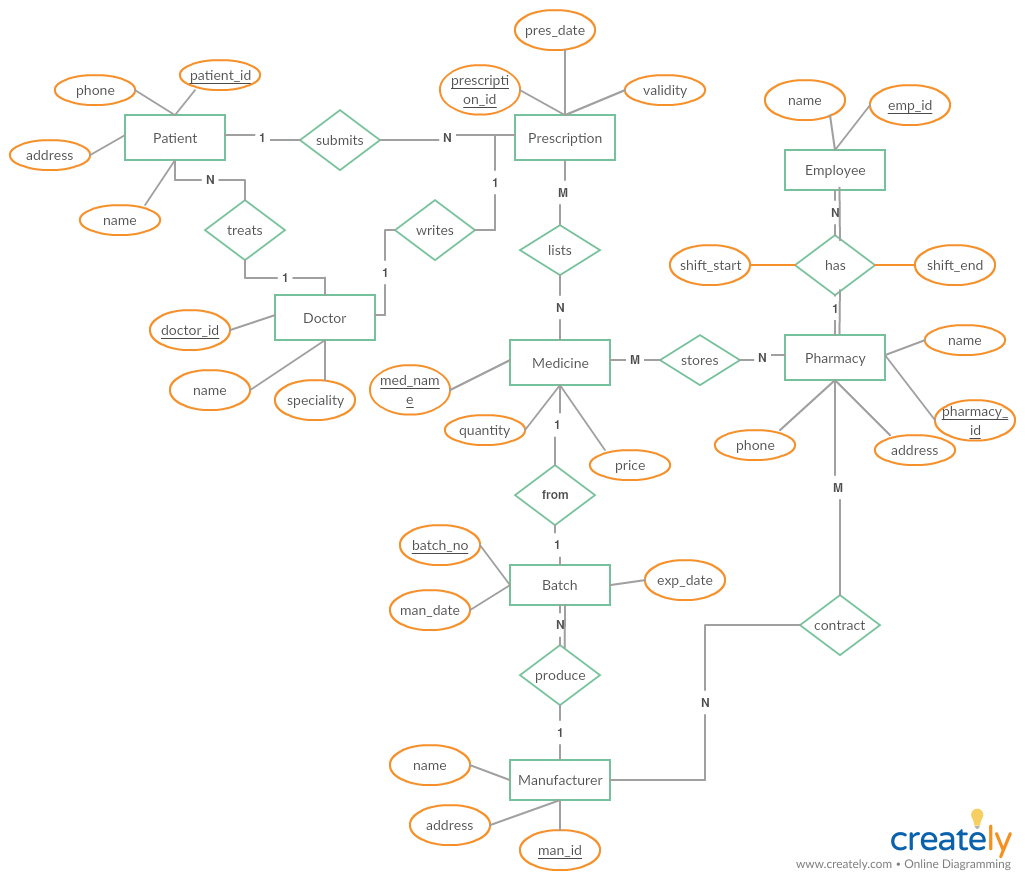 pres_date
patient_id
phone
prescripti
on_id
validity
name
emp_id
Patient
1
submits
N
Prescription
address
Employee
N
1
M
name
treats
writes
N
lists
shift_start
has
shift_end
1
1
N
1
Doctor
doctor_id
name
Medicine
M
stores
N
Pharmacy
med_nam
e
name
speciality
quantity
1
pharmacy_
id
phone
address
price
M
from
batch_no
1
Batch
exp_date
man_date
N
contract
produce
N
1
name
Manufacturer
address
man_id
creately
www.creately.com • Online Diagramming